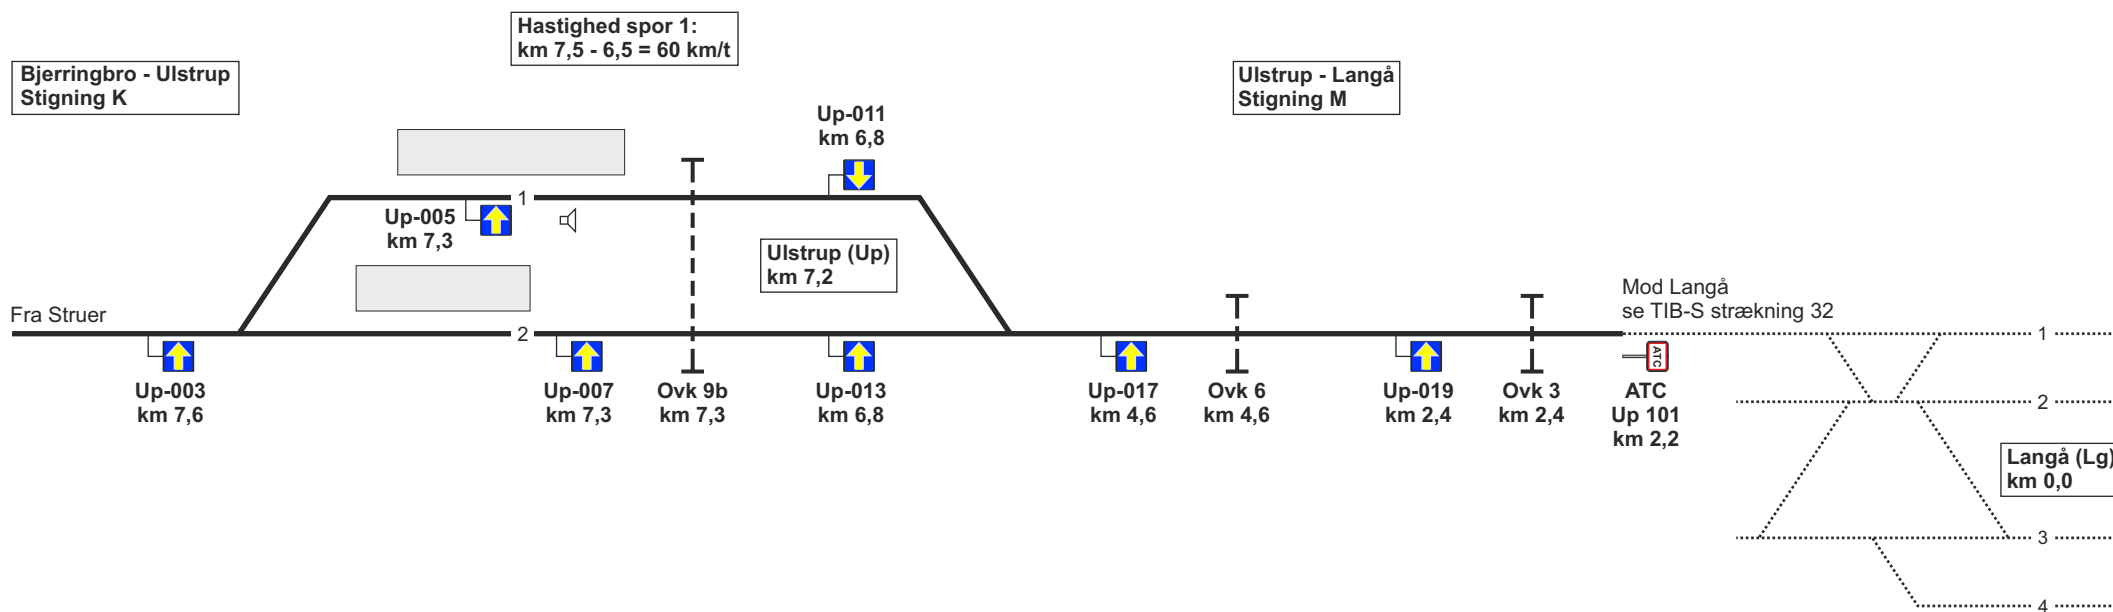 Hastighed spor 1:
km 7,5 - 6,5 = 60 km/t
Bjerringbro - Ulstrup
Stigning K
Ulstrup - Langå
Stigning M
Up-011
km 6,8
1
Up-005
km 7,3
Ulstrup (Up)
km 7,2
Fra Struer
Mod Langå
se TIB-S strækning 32
2
1
ATC
Up-003
km 7,6
Up-007
km 7,3
Ovk 9b
km 7,3
Up-013
km 6,8
Up-017
km 4,6
Ovk 6
km 4,6
Up-019
km 2,4
Ovk 3
km 2,4
ATC
Up 101
km 2,2
2
Langå (Lg)
km 0,0
3
4